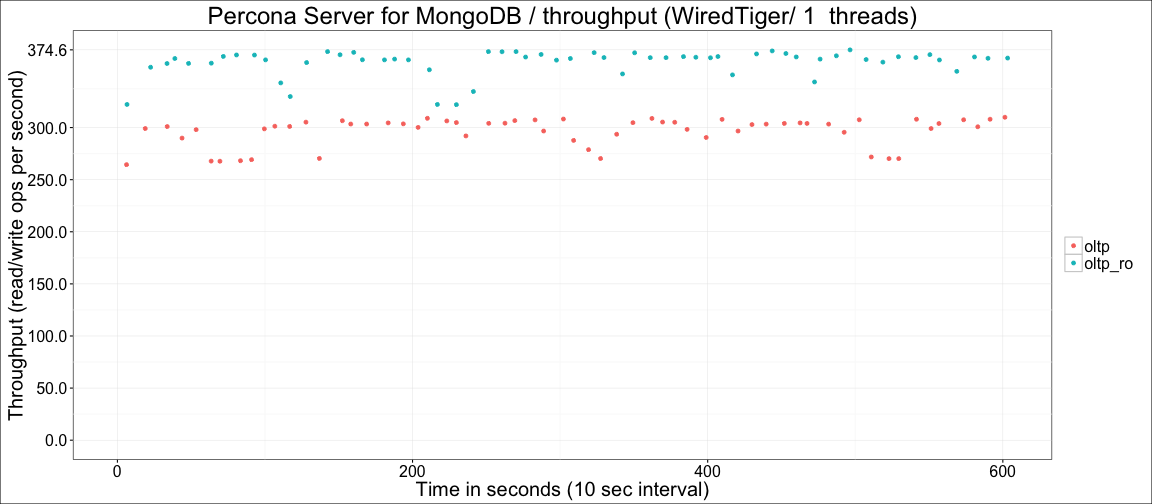 Percona Server for MongoDB / throughput (WiredTiger/ 1  threads)
Throughput (read/write ops per second)
374.6
300.0
250.0
200.0
150.0
100.0
50.0
0.0
0 200 400 600
Time in seconds (10 sec interval)
oltp
oltp_ro